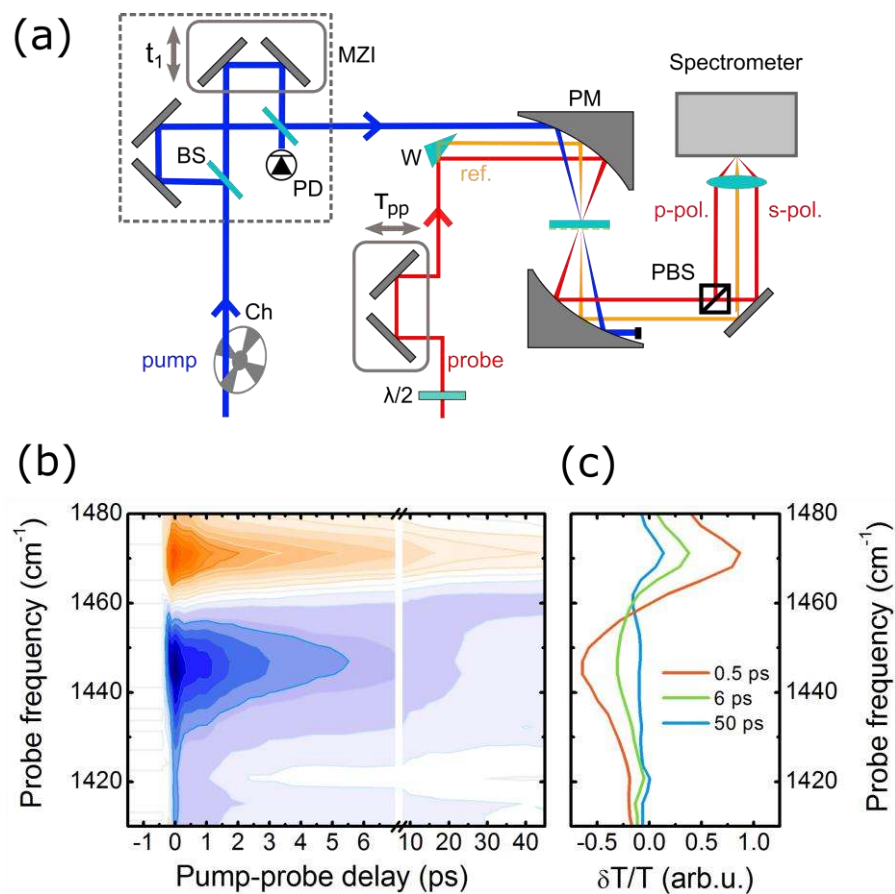 (a)
t1
MZI
BS
PD
W
ref.
PM
Spectrometer
p-pol.
s-pol.
PBS
Tpp
Ch
pump
probe
λ/2
(b)
(c)
Probe frequency (cm-1)
1480
1460
1440
1420
-1 0 1 2 3 4 5 6 7 10 20 30 40
Pump-probe delay (ps)
0.5 ps
6 ps
50 ps
-0.5 0.0 0.5 1.0
δT/T (arb.u.)
1480
1460
1440
1420
Probe frequency (cm-1)